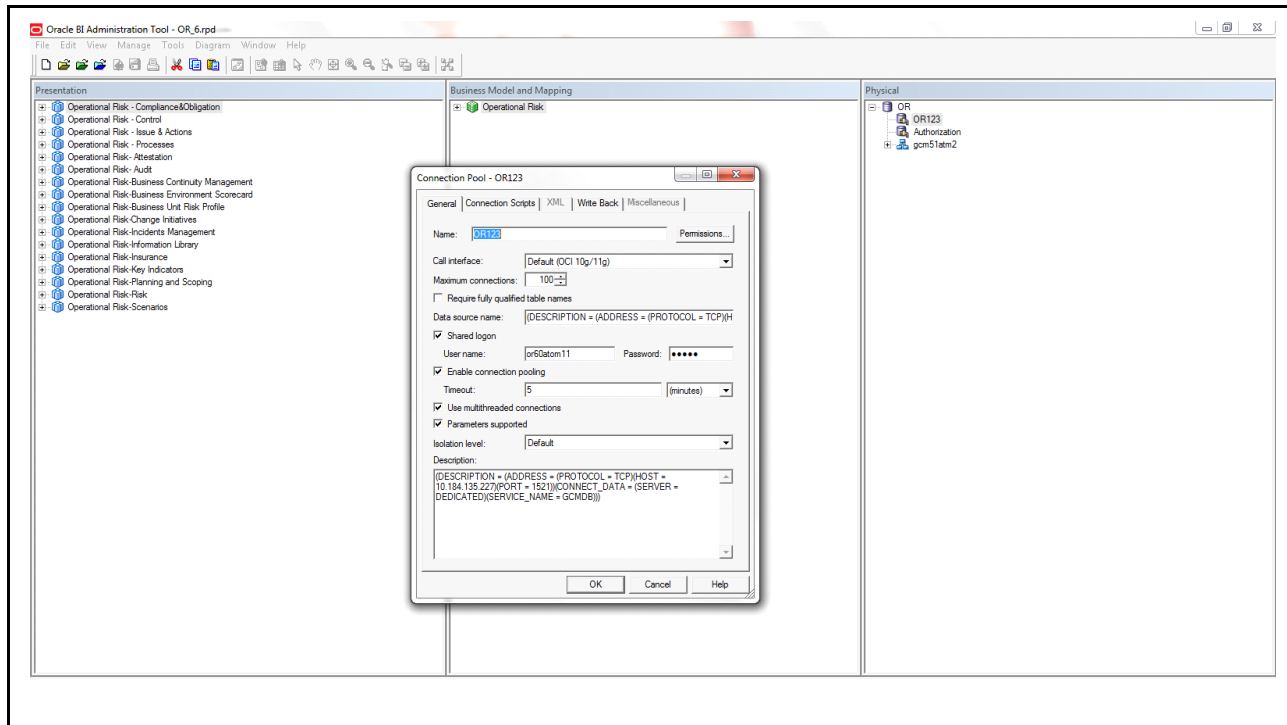 Oracle BI Administration Tool - OR_6.rpd
File Edit View Manage Tools Diagram Window Help
Presentation
Operational Risk - Compliance&Obligation
Operational Risk - Control
Operational Risk - Issue & Actions
Operational Risk - Processes
Operational Risk- Attestation
Operational Risk- Audit
Operational Risk-Business Continuity Management
Operational Risk-Business Environment Scorecard
Operational Risk-Business Unit Risk Profile
Operational Risk-Change Initiatives
Operational Risk-Incidents Management
Operational Risk-Information Library
Operational Risk-Insurance
Operational Risk-Key Indicators
Operational Risk-Planning and Scoping
Operational Risk-Risk
Operational Risk-Scenarios
Business Model and Mapping
Operational Risk
Physical
OR
OR123
Authorization
gcm51atm2
Connection Pool - OR123
General Connection Scripts XML Write Back Miscellaneous
Name: OR123 Permissions...
Call interface: Default (OCI 10g/11g)
Maximum connections: 100
Require fully qualified table names
Data source name: (DESCRIPTION = (ADDRESS = (PROTOCOL = TCP)(H
Shared logon
User name: or60atom11 Password: •••••
Enable connection pooling
Timeout: 5 (minutes)
Use multithreaded connections
Parameters supported
Isolation level: Default
Description:
(DESCRIPTION = (ADDRESS = (PROTOCOL = TCP)(HOST =
10.184.135.227)(PORT = 1521))(CONNECT_DATA = (SERVER =
DEDICATED)(SERVICE_NAME = GCMDB)))
OK Cancel Help